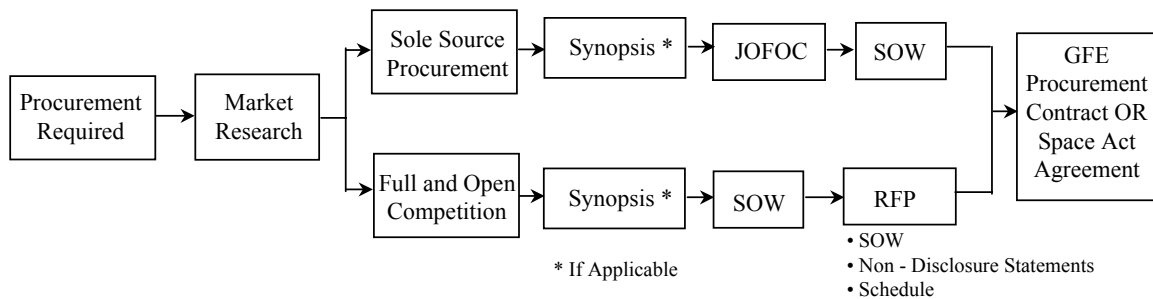 Procurement
Required
Market
Research
Sole Source
Procurement
Synopsis *
JOFOC
SOW
Full and Open
Competition
Synopsis *
SOW
RFP
• SOW
• Non - Disclosure Statements
• Schedule
* If Applicable
GFE
Procurement
Contract OR
Space Act
Agreement